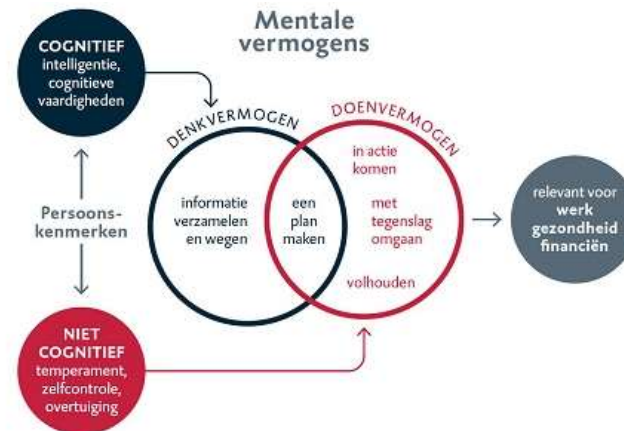 Mentale
vermogens
COGNITIEF
intelligentie,
cognitieve
vaardigheden
DENKVERMOGEN
DOENVERMOGEN
informatie
verzamelen
en wegen
een
plan
maken
in actie
komen
met
tegenslag
omgaan
volhouden
relevant voor
werk
gezondheid
financiën
Persoons-
kenmerken
NIET
COGNITIEF
temperament,
zelfcontrole,
overtuiging